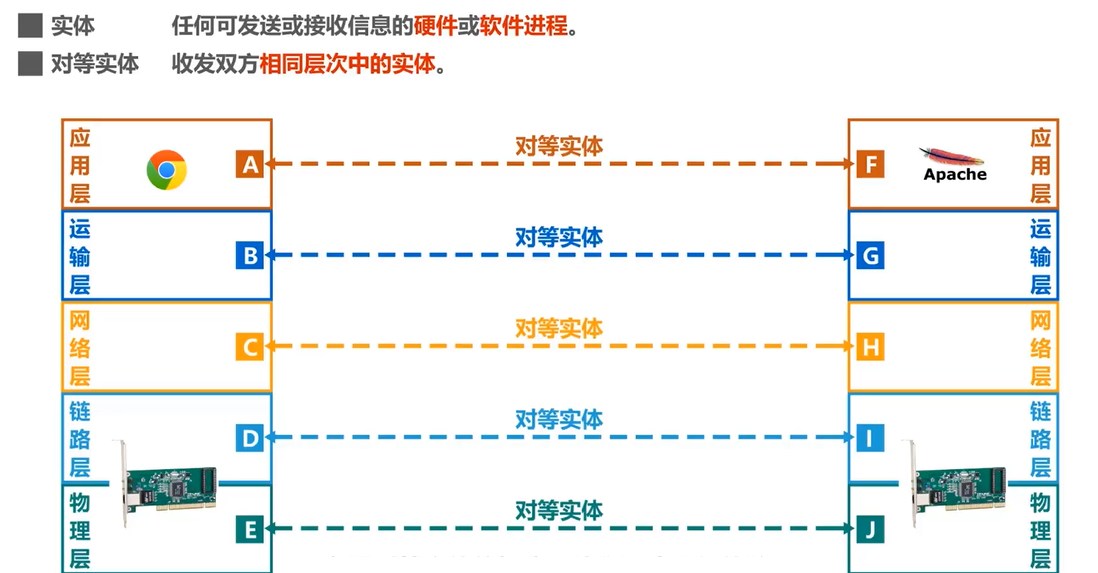 实体 任何可发送或接收信息的硬件或软件进程。
对等实体 收发双方相同层次中的实体。
应用层 A 对等实体 F Apache 应用层
运输层 B 对等实体 G 运输层
网络层 C 对等实体 H 网络层
链路层 D 对等实体 I 链路层
物理层 E 对等实体 J 物理层